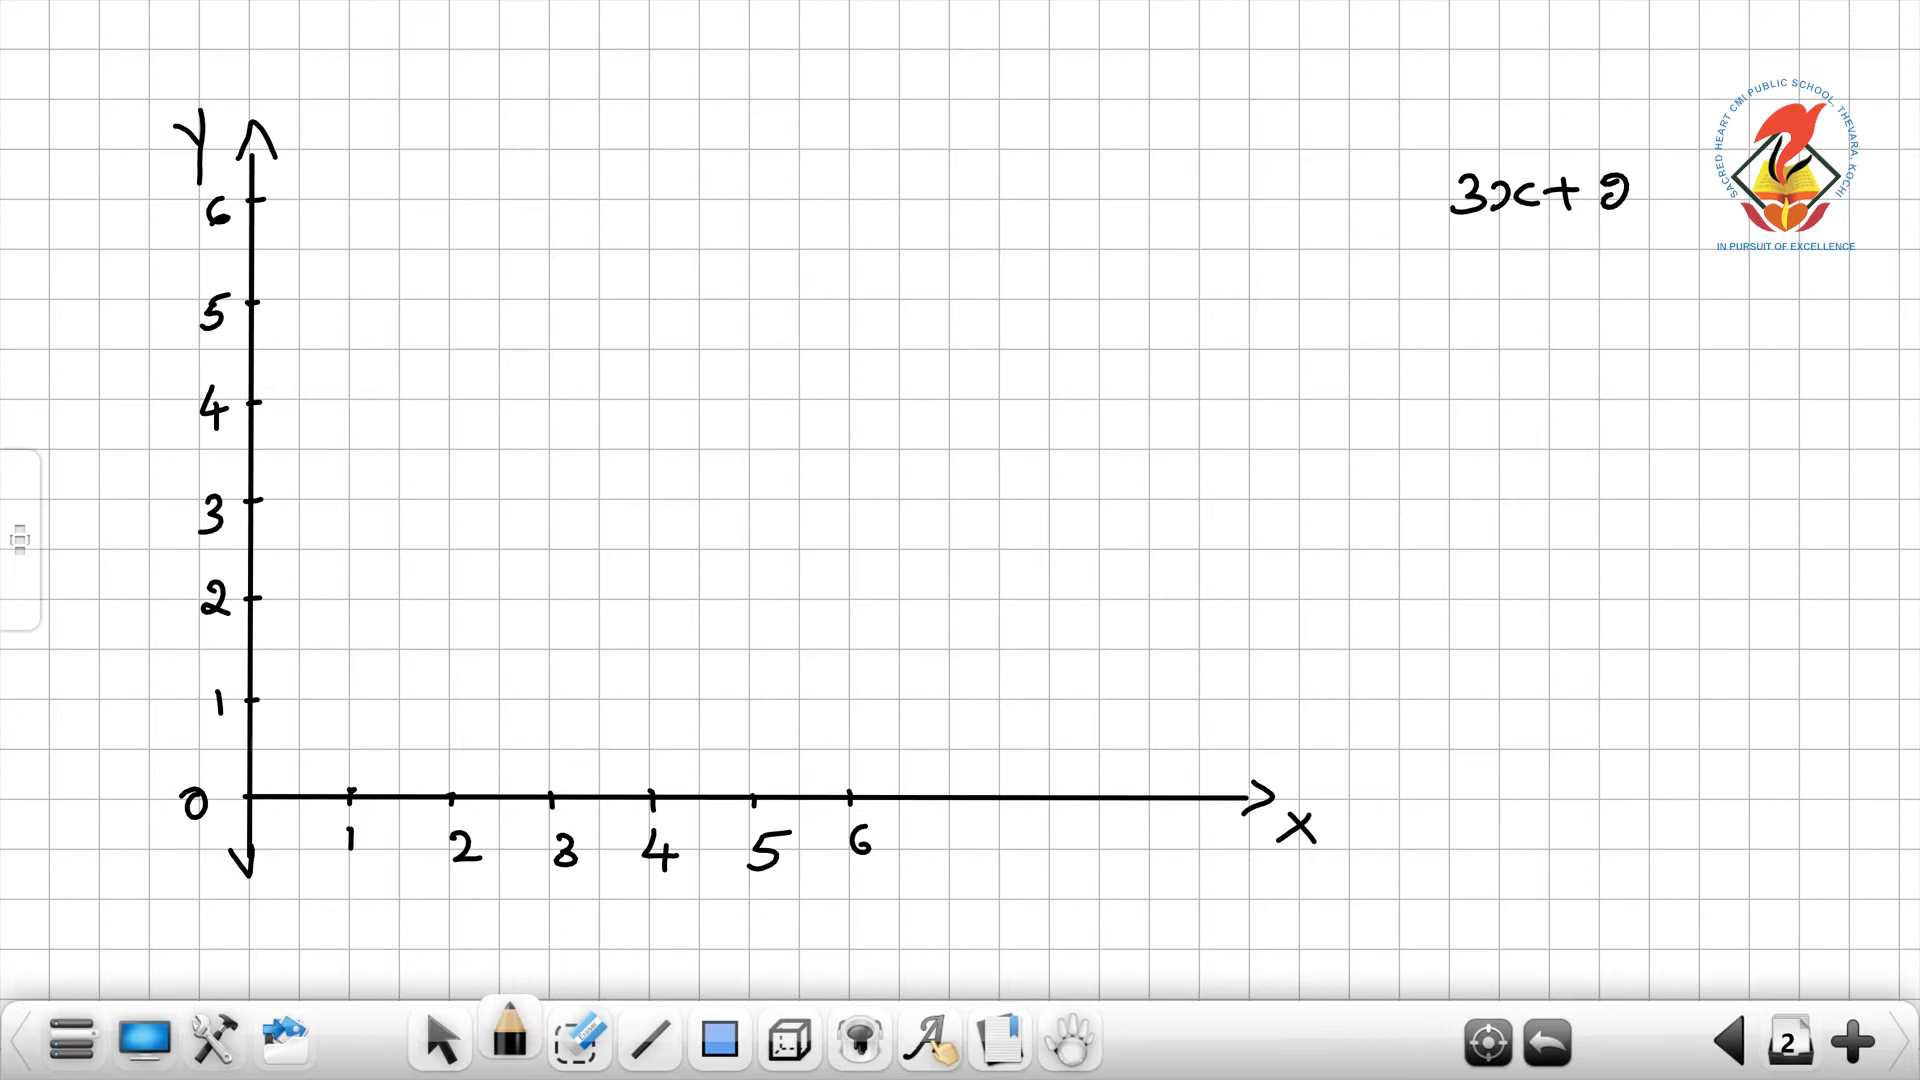 Y
6
5
4
3
2
1
0
1 2 3 4 5 6
X
3x+
SACRED HEART CMI PUBLIC SCHOOL, THEVARA, KOCHI
IN PURSUIT OF EXCELLENCE
2